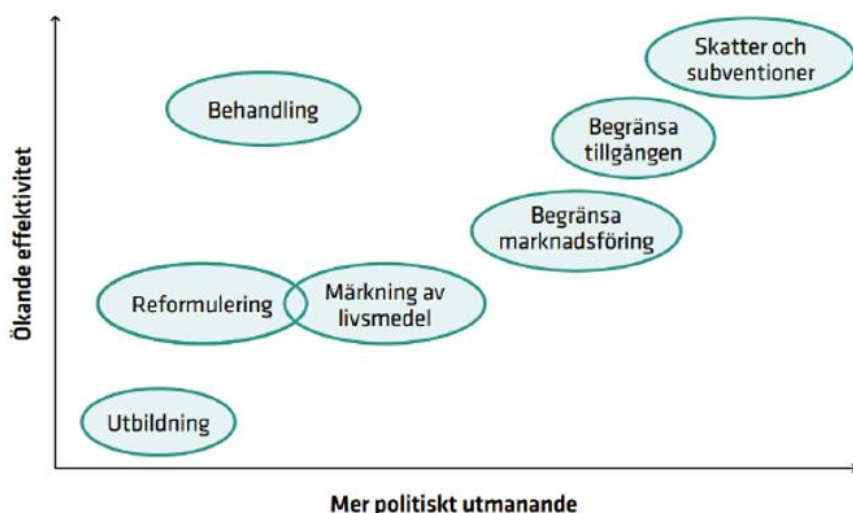 Skatter och
subventioner
Behandling
Begränsa
tillgången
Begränsa
marknadsföring
Reformulering
Märkning av
livsmedel
Utbildning
Ökande effektivitet
Mer politiskt utmanande